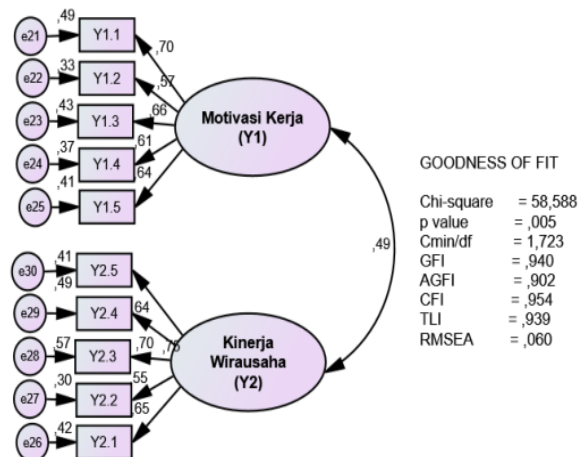 ,49
e21
Y1.1
,70
,33
e22
Y1.2
,57
,43
e23
Y1.3
,66
Motivasi Kerja
(Y1)
,37
e24
Y1.4
,61
,41
e25
Y1.5
,64
,49
,41
e30
Y2.5
,64
,49
e29
Y2.4
,70
,57
e28
Y2.3
,75
Kinerja
Wirausaha
(Y2)
,30
e27
Y2.2
,55
,42
e26
Y2.1
,65
GOODNESS OF FIT
Chi-square = 58,588
p value = ,005
Cmin/df = 1,723
GFI = ,940
AGFI = ,902
CFI = ,954
TLI = ,939
RMSEA = ,060